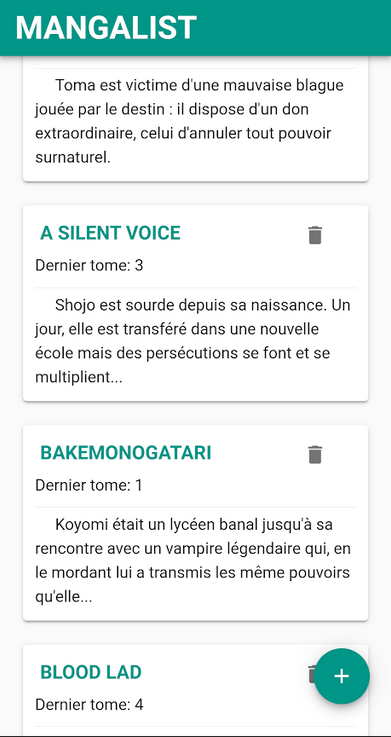 MANGALIST
Toma est victime d'une mauvaise blague
jouée par le destin : il dispose d'un don
extraordinaire, celui d'annuler tout pouvoir
surnaturel.
A SILENT VOICE
Dernier tome: 3
Shojo est sourde depuis sa naissance. Un
jour, elle est transféré dans une nouvelle
école mais des persécutions se font et se
multiplient...
BAKEMONOGATARI
Dernier tome: 1
Koyomi était un lycéen banal jusqu'à sa
rencontre avec un vampire légendaire qui, en
le mordant lui a transmis les même pouvoirs
qu'elle...
BLOOD LAD
Dernier tome: 4